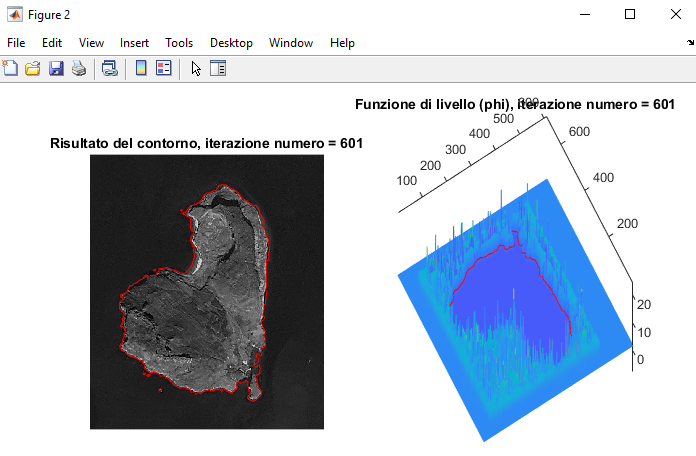 Figure 2
File Edit View Insert Tools Desktop Window Help
Funzione di livello (phi), iterazione numero = 601
Risultato del contorno, iterazione numero = 601
100 200 300 400 500 600
600
400
200
20
10
0